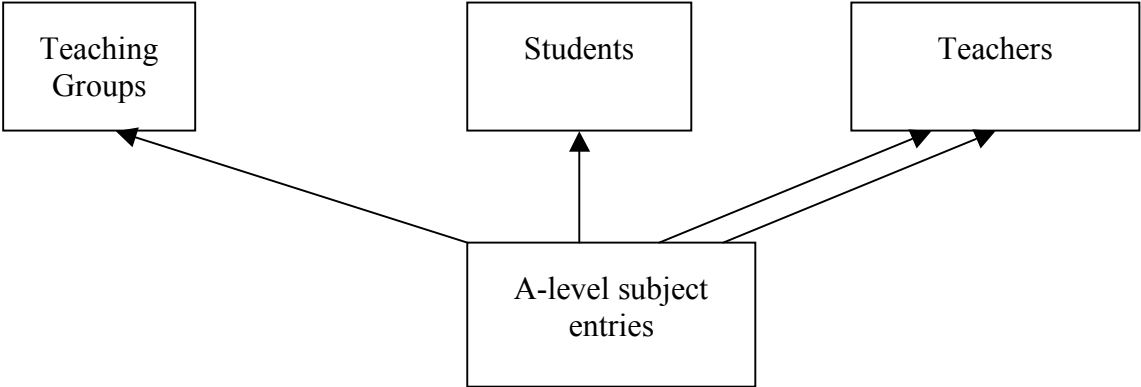 Teaching
Groups
Students
Teachers
A-level subject
entries